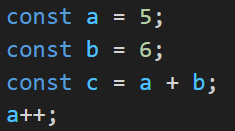 const a = 5;
const b = 6;
const c = a + b;
a++;